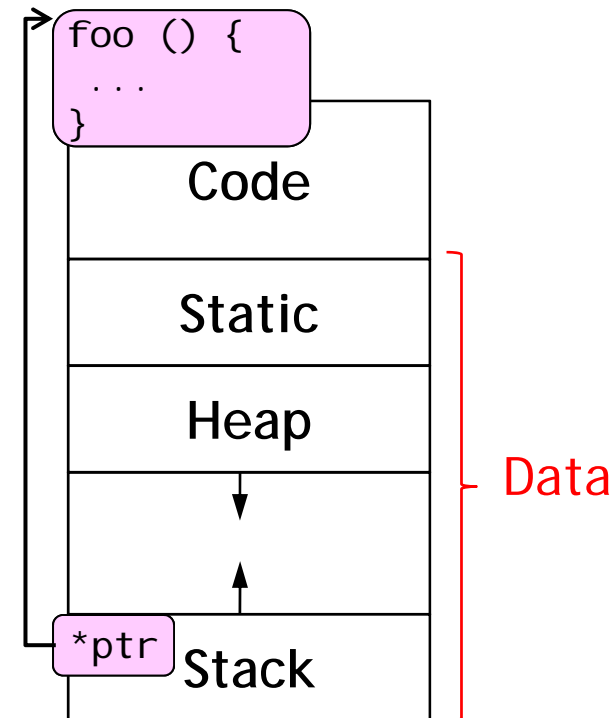 foo () {
...
}
Code
Static
Heap
Data
*ptr
Stack